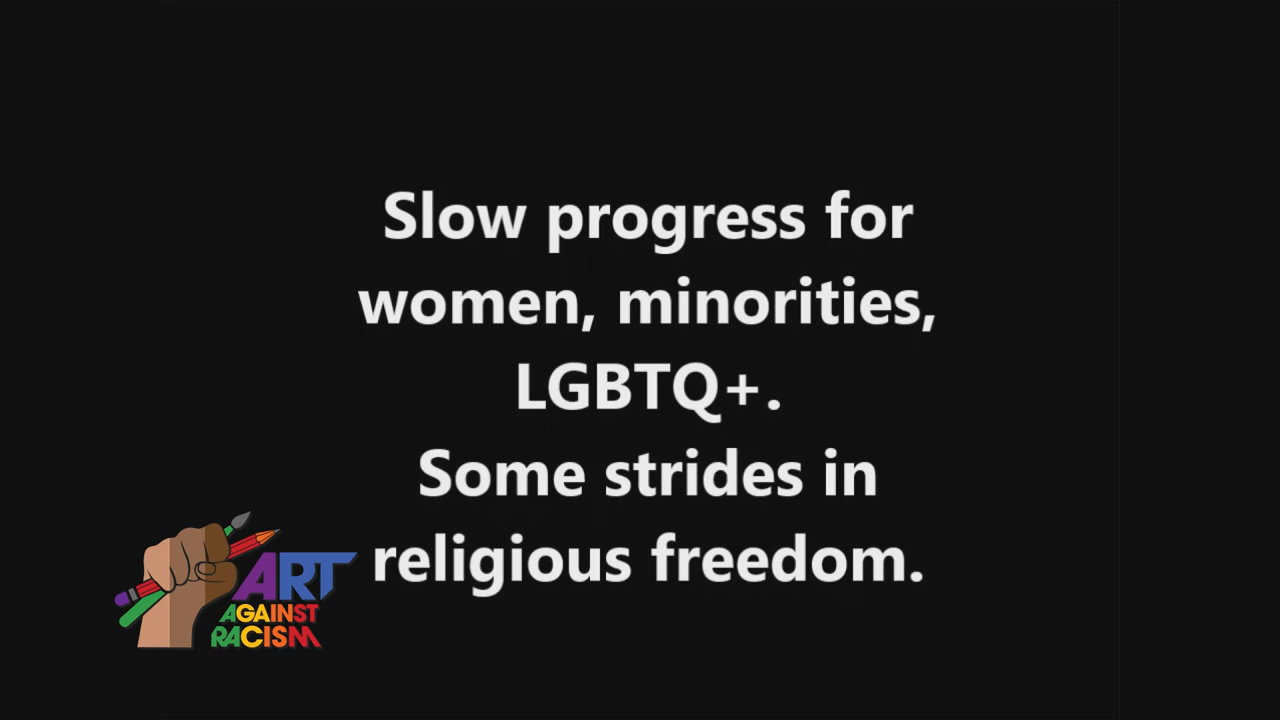 Slow progress for
women, minorities,
LGBTQ+.
Some strides in
religious freedom.
ART
AGAINST
RACISM